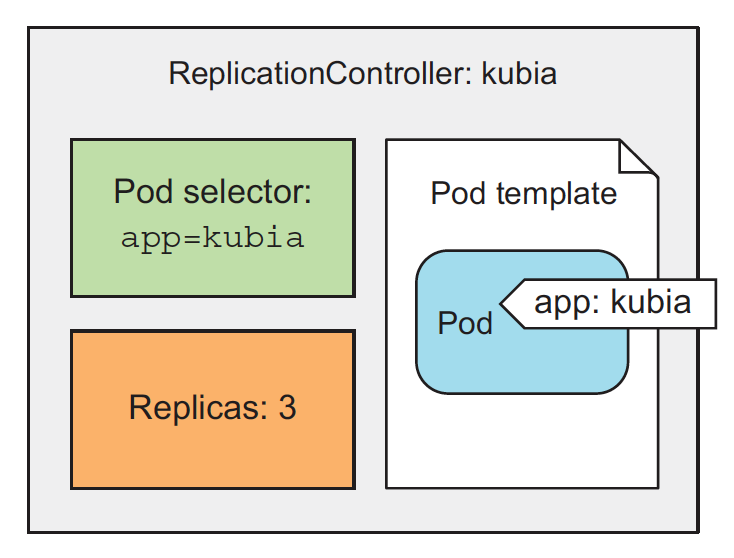 ReplicationController: kubia
Pod selector:
app=kubia
Replicas: 3
Pod template
Pod
app: kubia